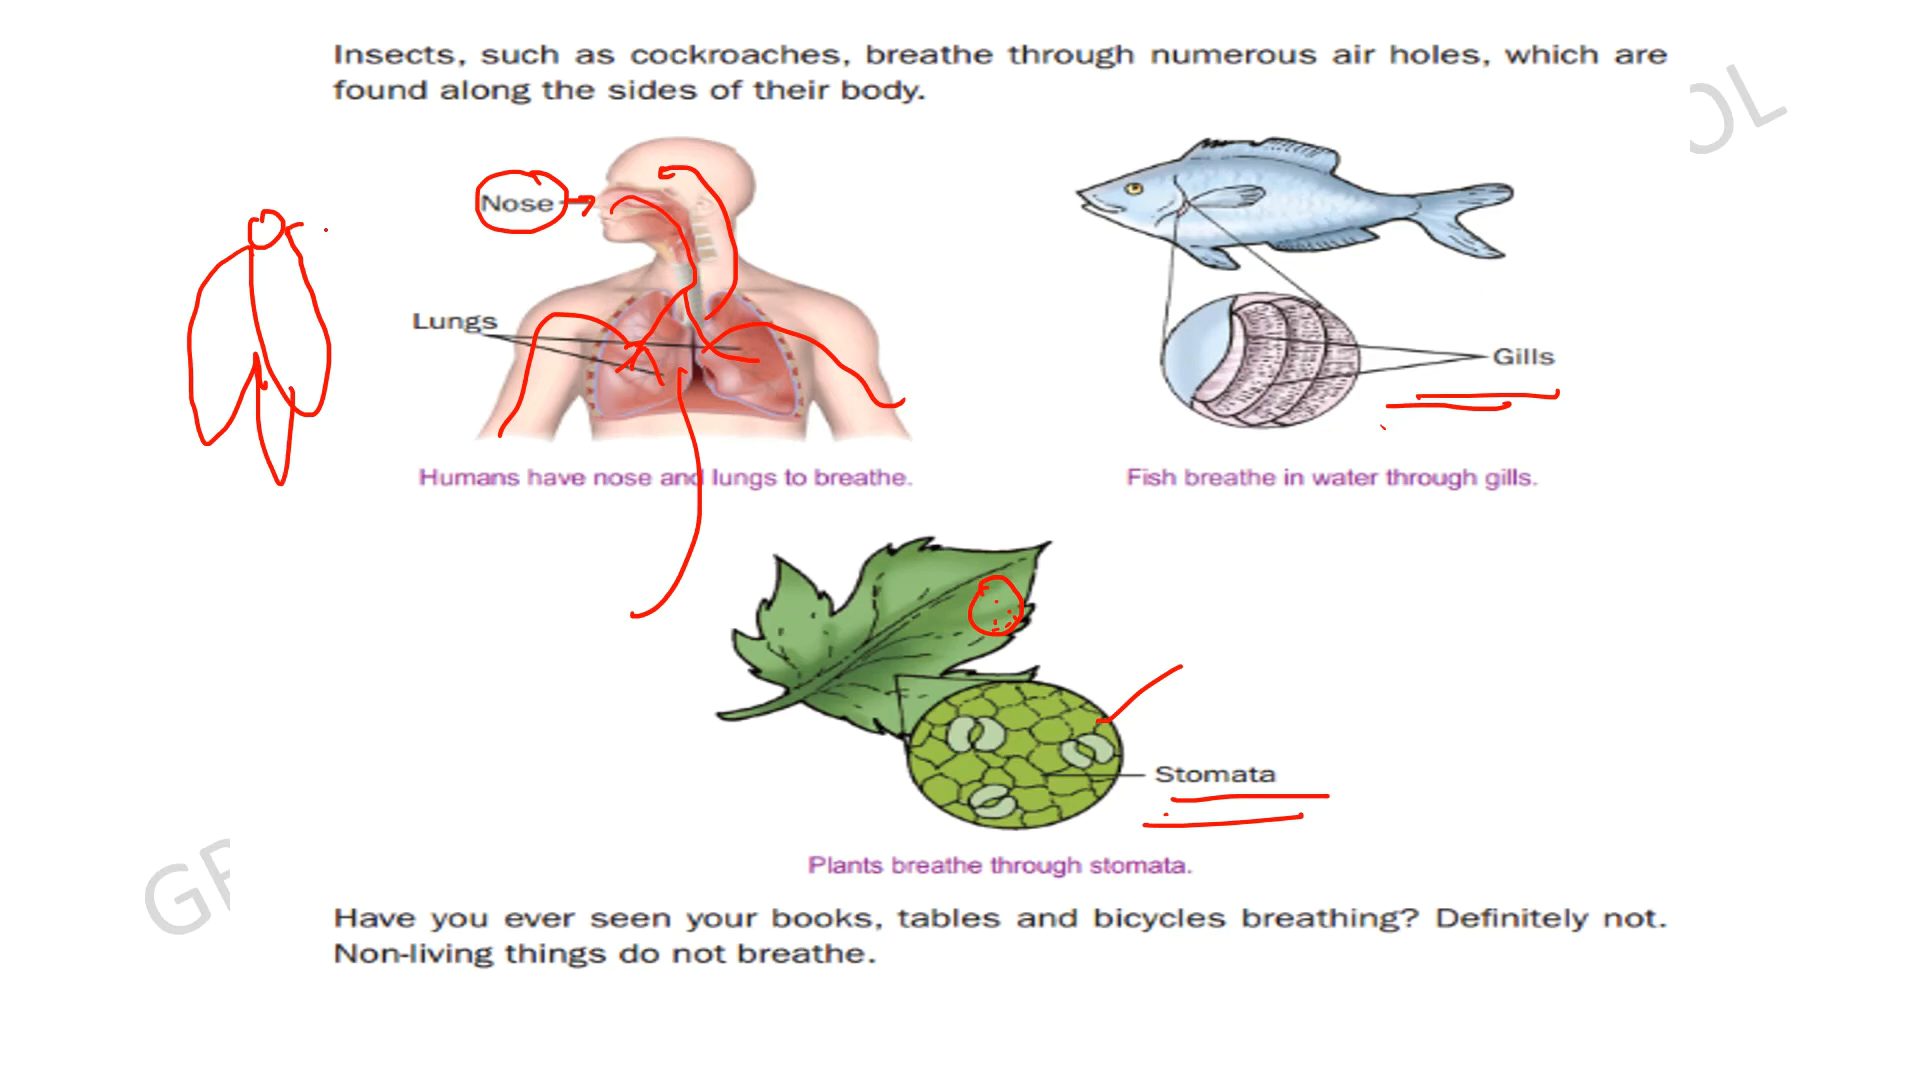 Insects, such as cockroaches, breathe through numerous air holes, which are
found along the sides of their body.
OL
Nose
Lungs
Gills
Humans have nose and lungs to breathe.
Fish breathe in water through gills.
Stomata
Plants breathe through stomata.
Have you ever seen your books, tables and bicycles breathing? Definitely not.
Non-living things do not breathe.